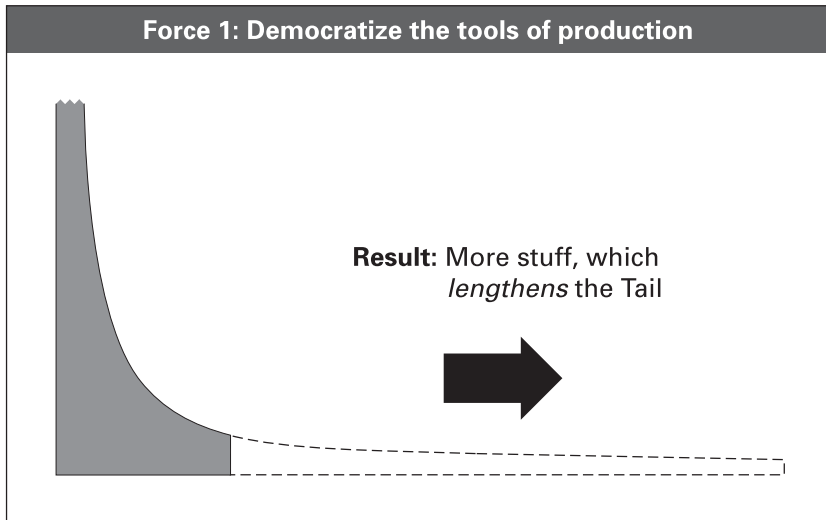 Force 1: Democratize the tools of production
Result: More stuff, which
lengthens the Tail